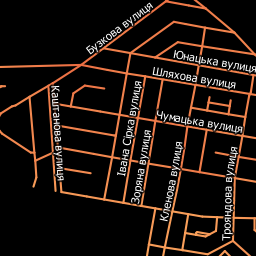 Бузкова вулиця
Юнацька вулиця
Шляхова вулиця
Каштанова вулиця
Чумацька вулиця
Івана Сірка вулиця
Зоряна вулиця
Кленова вулиця
Трояндова вулиця